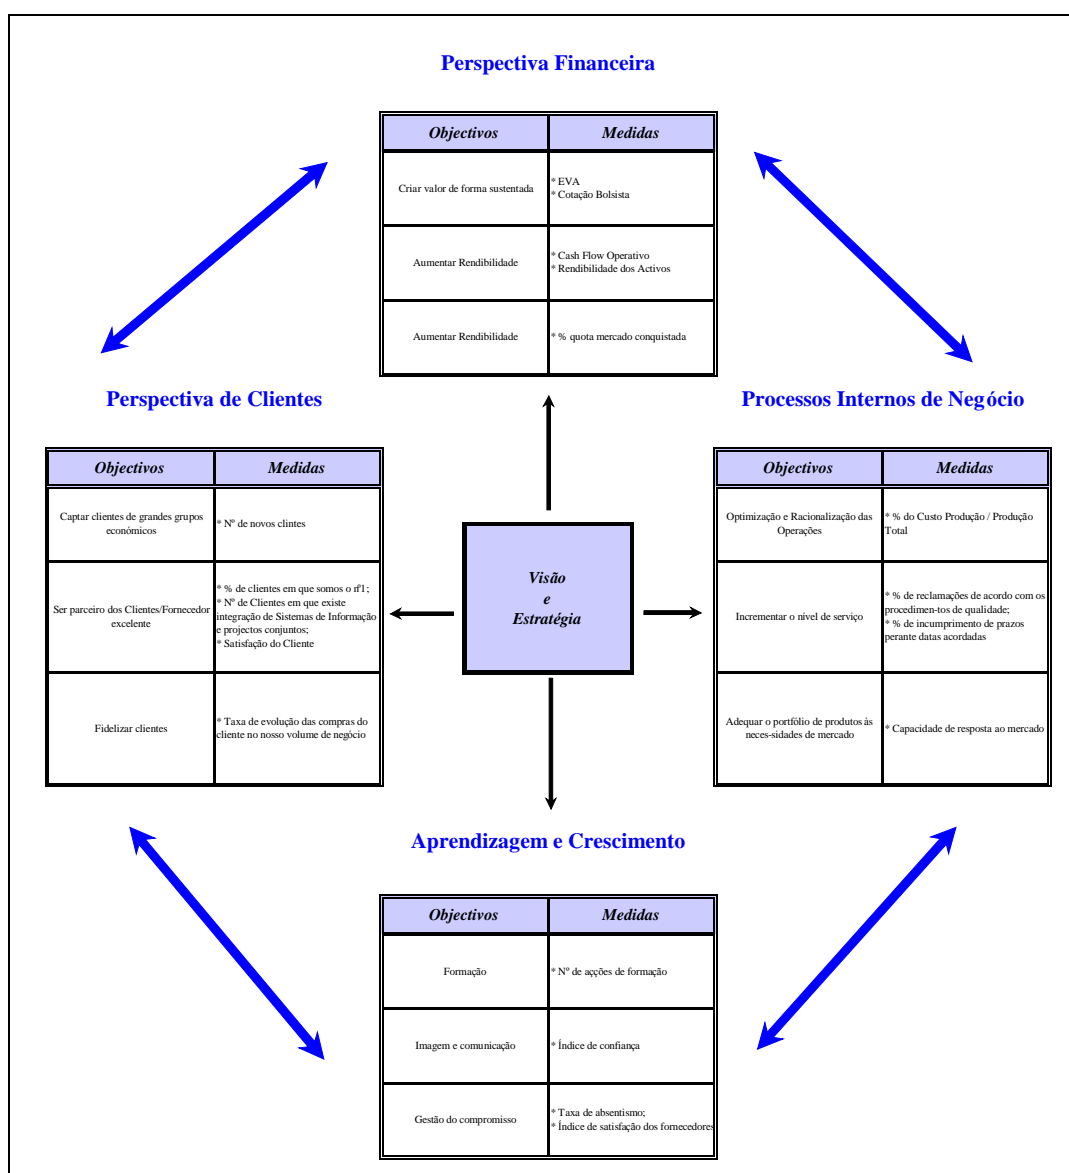 Perspectiva Financeira
Objectivos
Medidas
Criar valor de forma sustentada
* EVA
* Cotação Bolsista
Aumentar Rendibilidade
* Cash Flow Operativo
* Rendibilidade dos Activos
Aumentar Rendibilidade
* % quota mercado conquistada
Perspectiva de Clientes
Objectivos
Medidas
Captar clientes de grandes grupos
económicos
* Nº de novos clintes
Ser parceiro dos Clientes/Fornecedor
excelente
* % de clientes em que somos o nº1;
* Nº de Clientes em que existe
integração de Sistemas de Informação
e projectos conjuntos;
* Satisfação do Cliente
Fidelizar clientes
* Taxa de evolução das compras do
cliente no nosso volume de negócio
Visão
e
Estratégia
Processos Internos de Negócio
Objectivos
Medidas
Optimização e Racionalização das
Operações
* % do Custo Produção / Produção
Total
Incrementar o nível de serviço
* % de reclamações de acordo com os
procedimen-tos de qualidade;
* % de incumprimento de prazos
perante datas acordadas
Adequar o portfólio de produtos às
neces-sidades de mercado
* Capacidade de resposta ao mercado
Aprendizagem e Crescimento
Objectivos
Medidas
Formação
* Nº de acções de formação
Imagem e comunicação
* Índice de confiança
Gestão do compromisso
* Taxa de absentismo;
* Índice de satisfação dos fornecedores